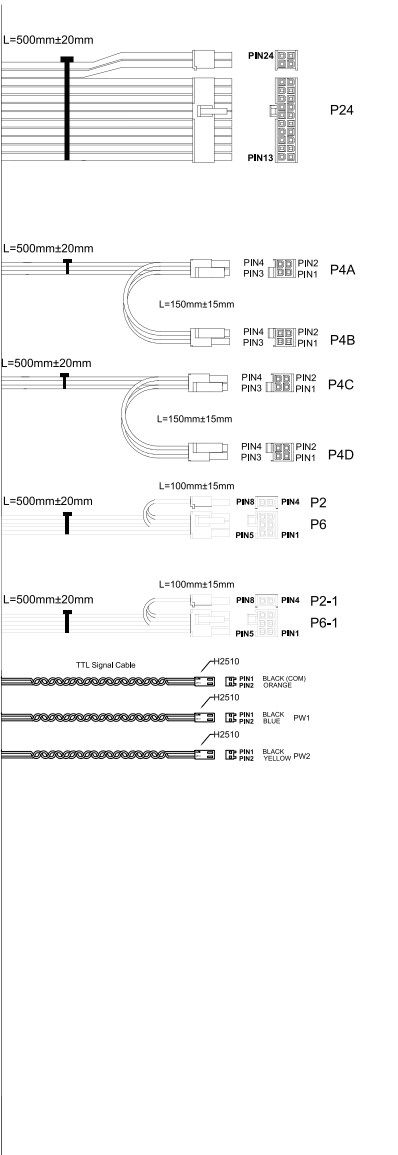 L=500mm±20mm
PIN24
P24
PIN13
L=500mm±20mm
PIN4 PIN2
PIN3 PIN1
P4A
L=150mm±15mm
PIN4 PIN2
PIN3 PIN1
P4B
L=500mm±20mm
PIN4 PIN2
PIN3 PIN1
P4C
L=150mm±15mm
PIN4 PIN2
PIN3 PIN1
P4D
L=100mm±15mm
L=500mm±20mm
PIN8 PIN4 P2
P6
PIN5 PIN1
L=100mm±15mm
L=500mm±20mm
PIN8 PIN4 P2-1
P6-1
PIN5 PIN1
TTL Signal Cable
H2510
PIN1 BLACK (COM)
PIN2 ORANGE
H2510
PIN1 BLACK
PIN2 BLUE PW1
H2510
PIN1 BLACK
PIN2 YELLOW PW2